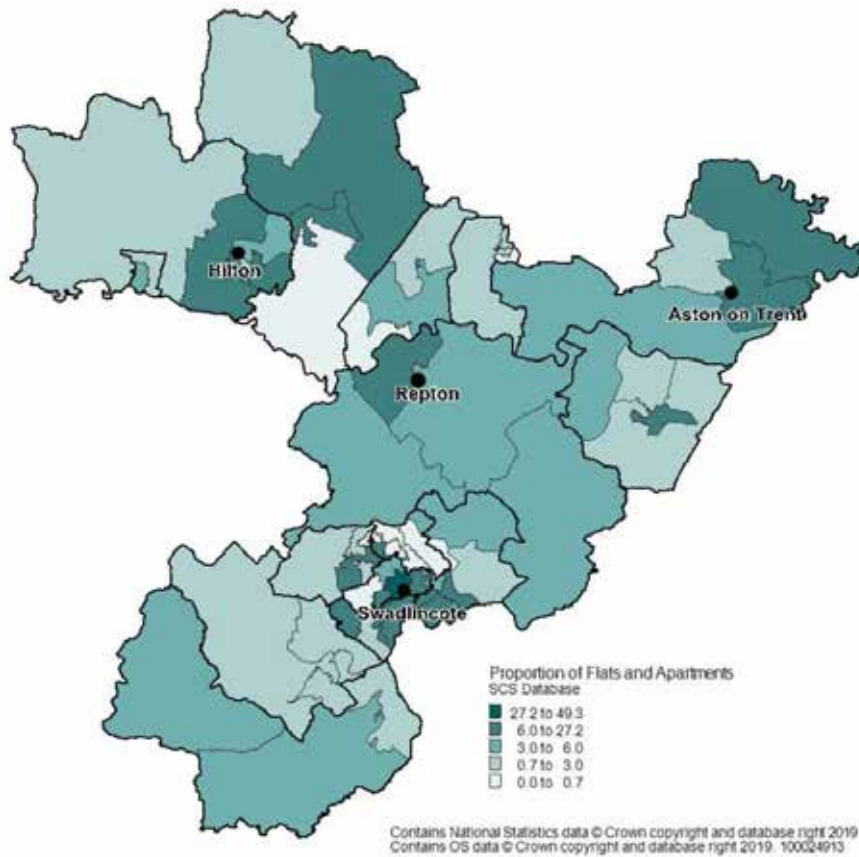 Hilton
Aston on Trent
Repton
Swadlincote
Proportion of Flats and Apartments
SCS Database
27.2 to 49.3
6.0 to 27.2
3.0 to 6.0
0.7 to 3.0
0.0 to 0.7
Contains National Statistics data © Crown copyright and database right 2019
Contains OS data © Crown copyright and database right 2019. 100024913